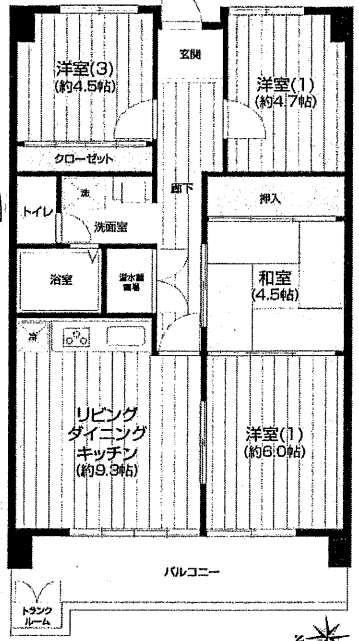 玄関
洋室(3)
(約4.5帖)
洋室(1)
(約4.7帖)
クローゼット
廊下
トイレ
洗
洗面室
押入
浴室
温水器
置場
和室
(4.5帖)
冷
リビング
ダイニング
キッチン
(約9.3帖)
洋室(1)
(約6.0帖)
バルコニー
トランク
ルーム
N